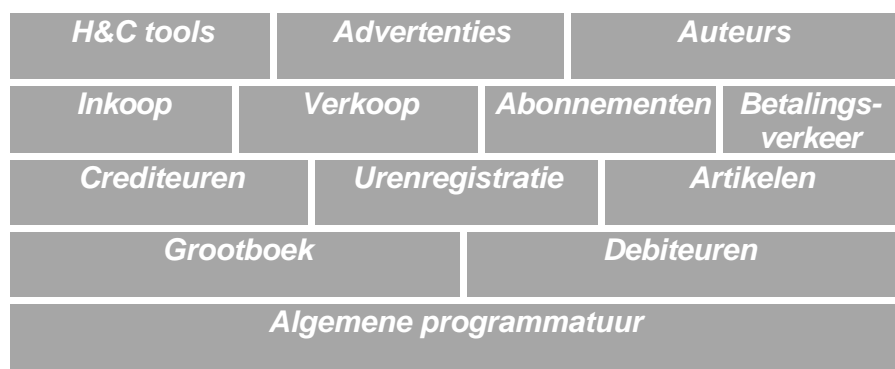 H&C tools Advertenties Auteurs
Inkoop Verkoop Abonnementen Betalings-
verkeer
Crediteuren Urenregistratie Artikelen
Grootboek Debiteuren
Algemene programmatuur